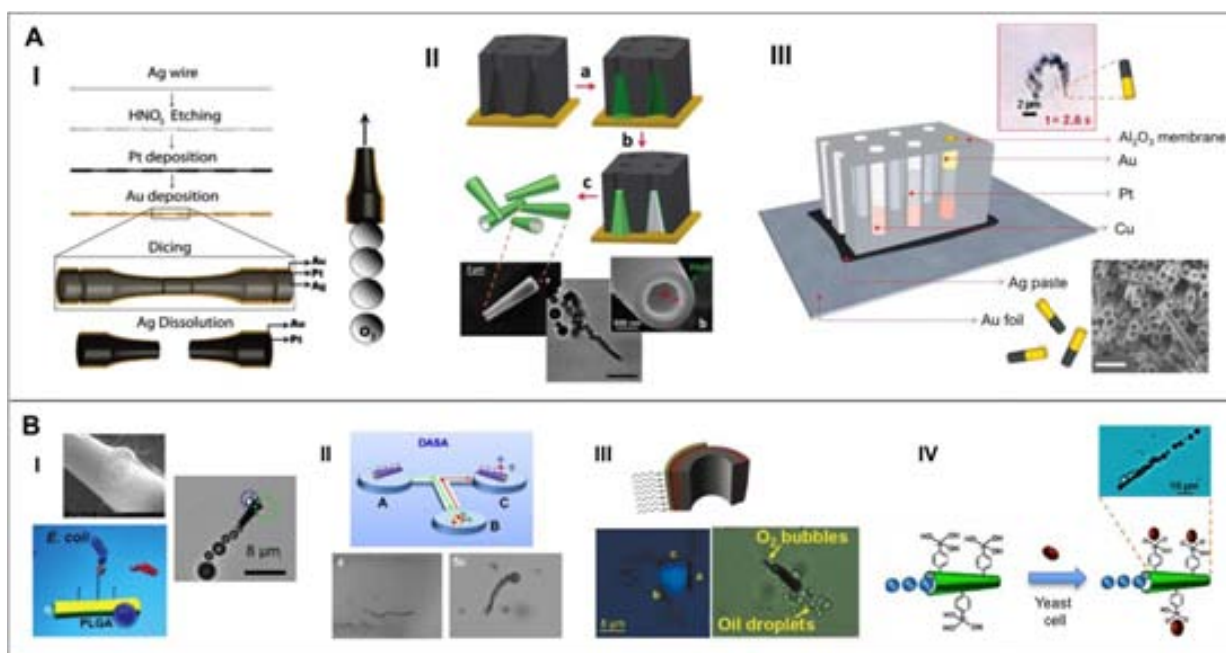 A
I
Ag wire
HNO₃ Etching
Pt deposition
Au deposition
Dicing
Au
Pt
Ag
Ag Dissolution
Au
Pt
O₂
II
a
b
c
b
III
2 μm
t = 2.6 s
Al₂O₃ membrane
Au
Pt
Cu
Ag paste
Au foil
B
I
E. coli
PLGA
8 μm
II
DASA
A
C
B
III
c
a
b
O₂ bubbles
Oil droplets
IV
Yeast
cell